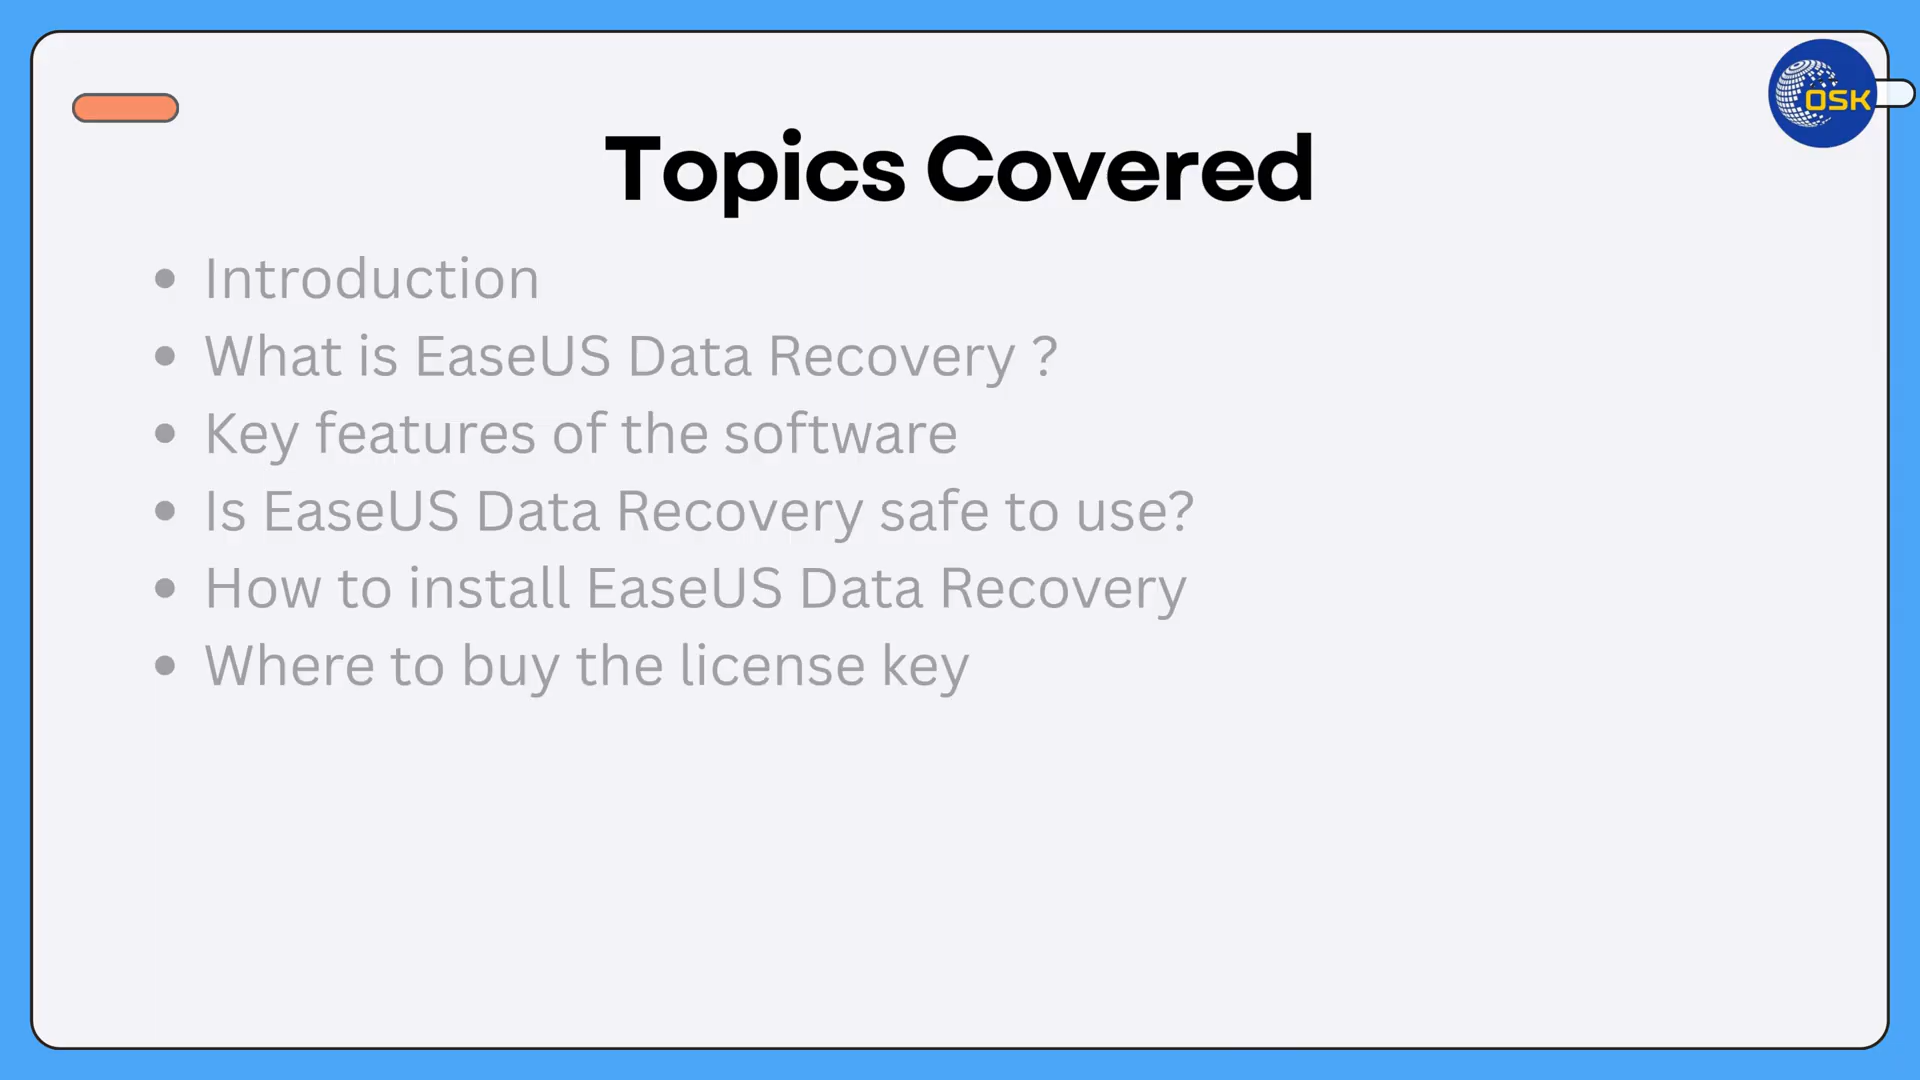 OSK
Topics Covered
• Introduction
• What is EaseUS Data Recovery ?
• Key features of the software
• Is EaseUS Data Recovery safe to use?
• How to install EaseUS Data Recovery
• Where to buy the license key